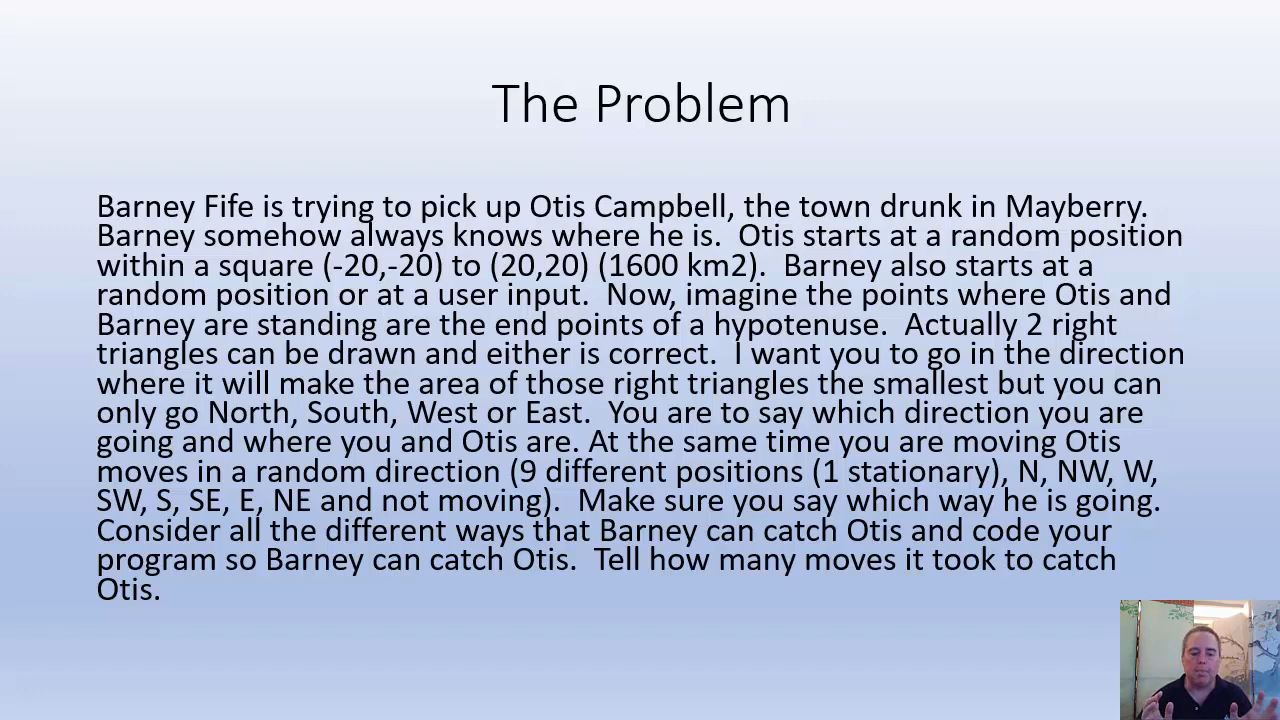 The Problem
Barney Fife is trying to pick up Otis Campbell, the town drunk in Mayberry.
Barney somehow always knows where he is.  Otis starts at a random position
within a square (-20,-20) to (20,20) (1600 km2).  Barney also starts at a
random position or at a user input.  Now, imagine the points where Otis and
Barney are standing are the end points of a hypotenuse.  Actually 2 right
triangles can be drawn and either is correct.  I want you to go in the direction
where it will make the area of those right triangles the smallest but you can
only go North, South, West or East.  You are to say which direction you are
going and where you and Otis are. At the same time you are moving Otis
moves in a random direction (9 different positions (1 stationary), N, NW, W,
SW, S, SE, E, NE and not moving).  Make sure you say which way he is going.
Consider all the different ways that Barney can catch Otis and code your
program so Barney can catch Otis.  Tell how many moves it took to catch
Otis.